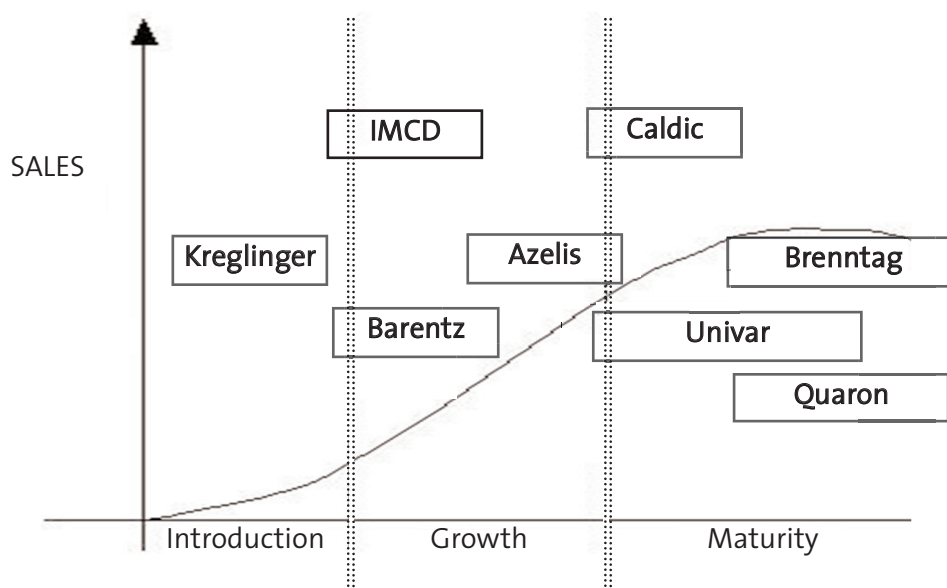 IMCD
Caldic
SALES
Kreglinger
Azelis
Brenntag
Barentz
Univar
Quaron
Introduction
Growth
Maturity